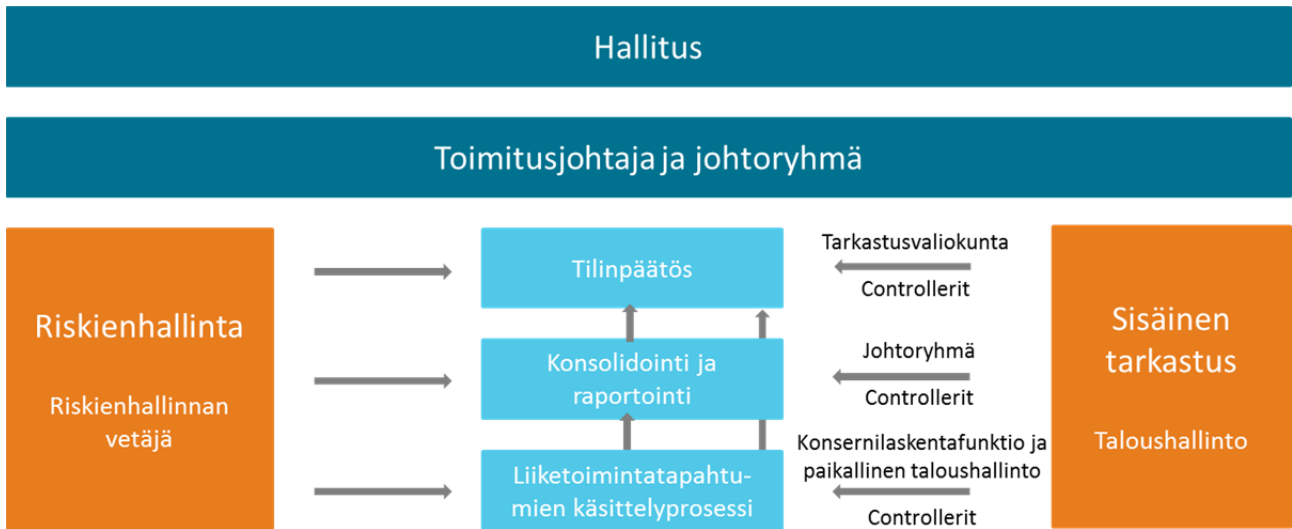 Hallitus
Toimitusjohtaja ja johtoryhmä
Riskienhallinta
Riskienhallinnan
vetäjä
Tilinpäätös
Konsolidointi ja
raportointi
Liiketoimintatapahtu-
mien käsittelyprosessi
Tarkastusvaliokunta
Controllerit
Johtoryhmä
Controllerit
Konsernilaskentafunktio ja
paikallinen taloushallinto
Controllerit
Sisäinen
tarkastus
Taloushallinto